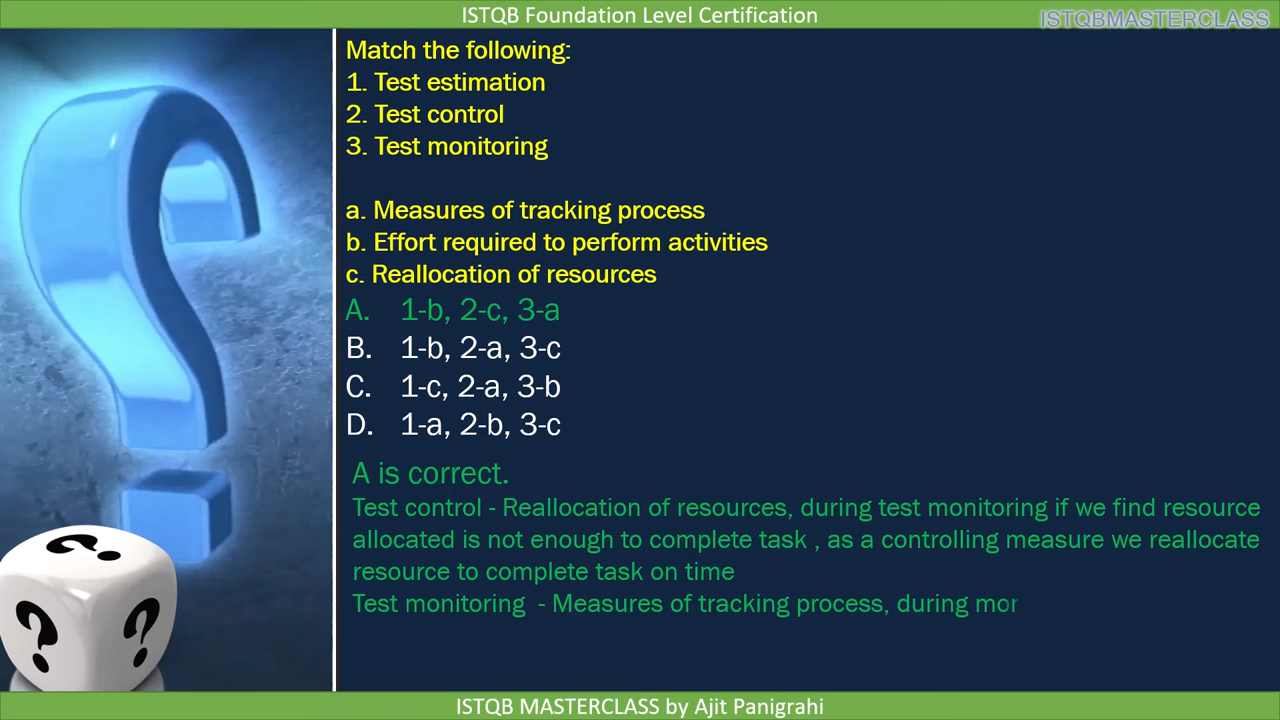 ISTQB Foundation Level Certification
ISTQBMASTERCLASS
Match the following:
1. Test estimation
2. Test control
3. Test monitoring
a. Measures of tracking process
b. Effort required to perform activities
c. Reallocation of resources
A. 1-b, 2-c, 3-a
B. 1-b, 2-a, 3-c
C. 1-c, 2-a, 3-b
D. 1-a, 2-b, 3-c
A is correct.
Test control - Reallocation of resources, during test monitoring if we find resource
allocated is not enough to complete task , as a controlling measure we reallocate
resource to complete task on time
Test monitoring - Measures of tracking process, during mor
? ? ?
ISTQB MASTERCLASS by Ajit Panigrahi